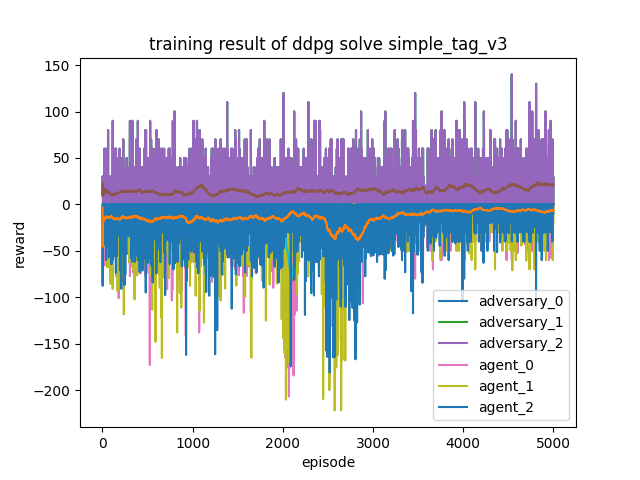 training result of ddpg solve simple_tag_v3
reward
150
100
50
0
−50
−100
−150
−200
0 1000 2000 3000 4000 5000
episode
adversary_0
adversary_1
adversary_2
agent_0
agent_1
agent_2